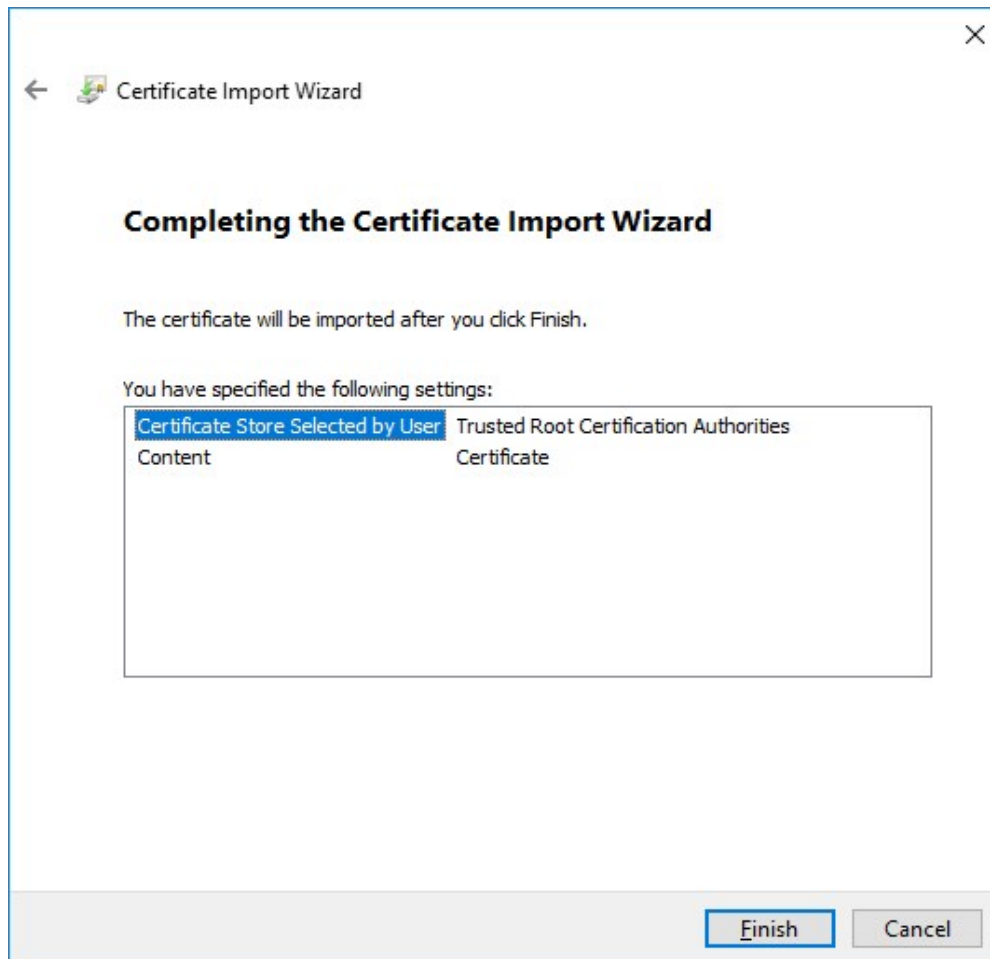 Certificate Import Wizard
Completing the Certificate Import Wizard
The certificate will be imported after you click Finish.
You have specified the following settings:
Certificate Store Selected by User Trusted Root Certification Authorities
Content Certificate
Finish Cancel